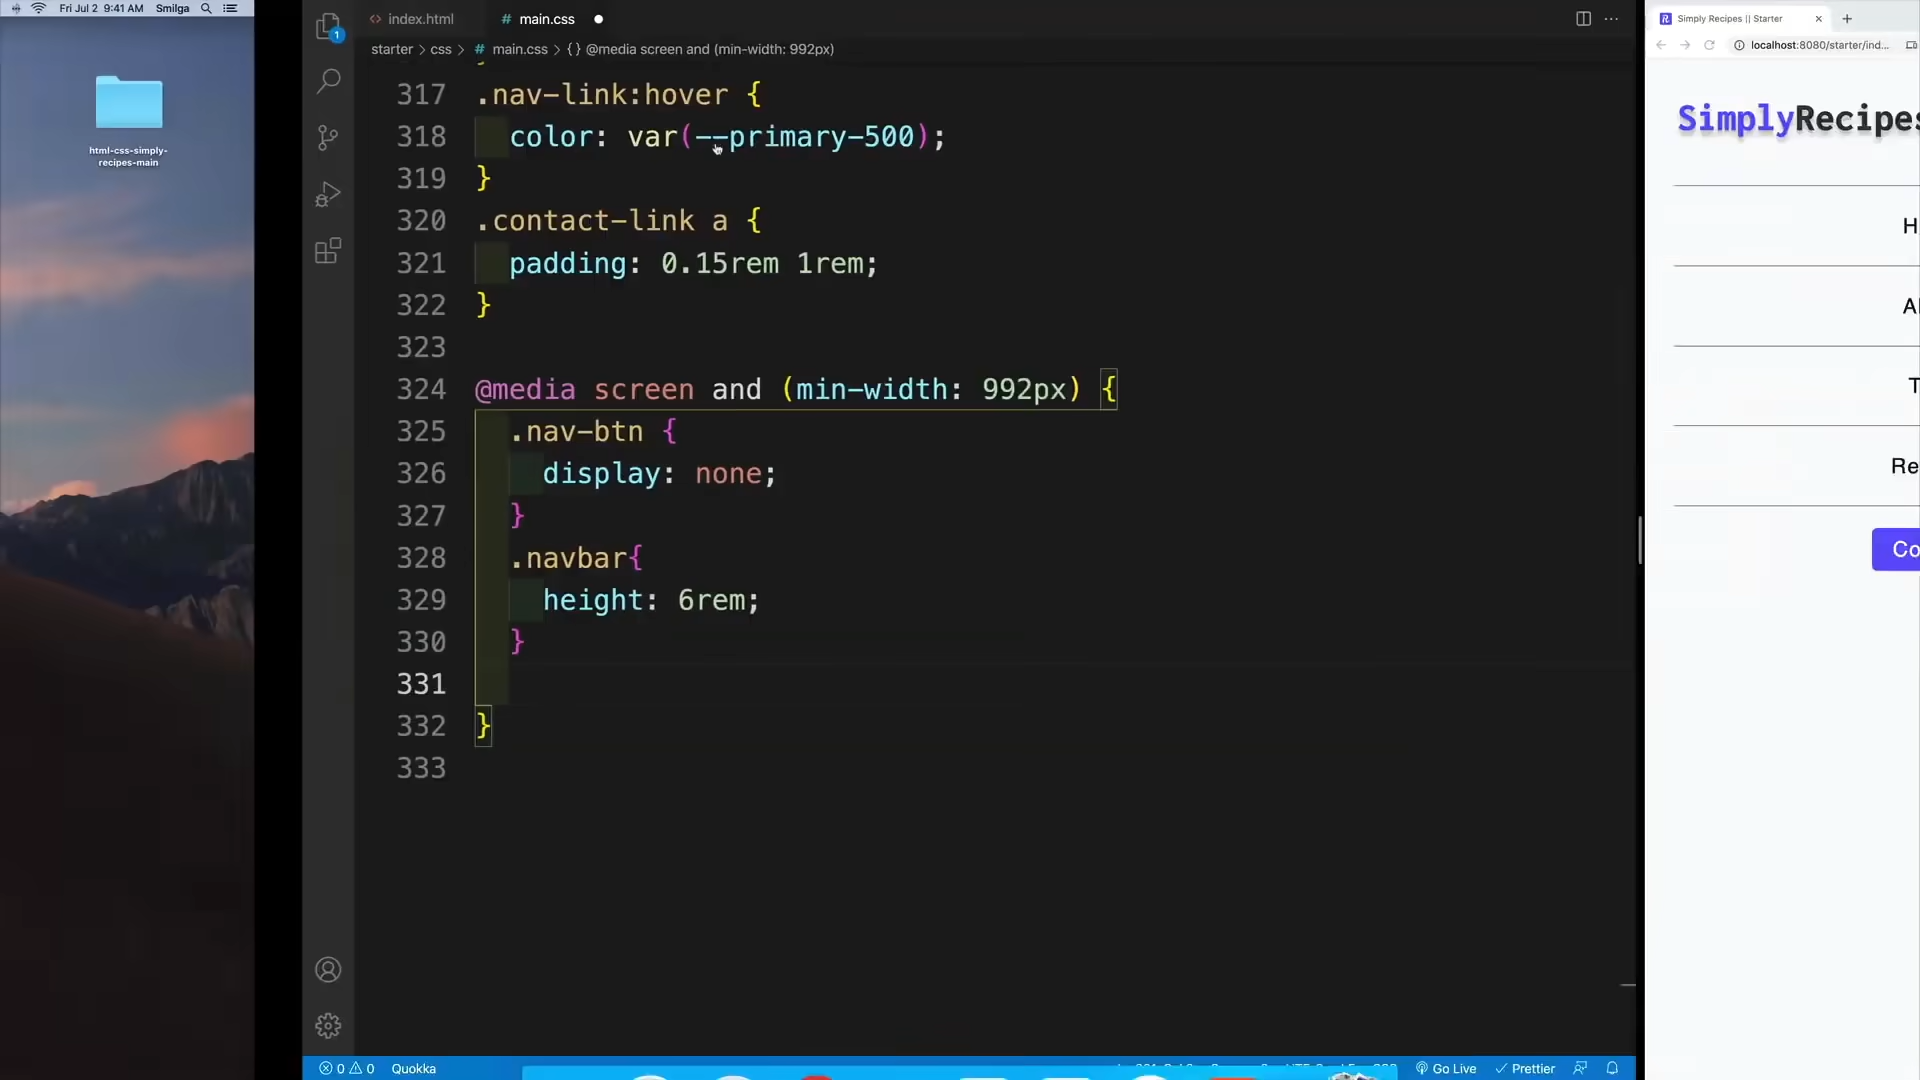 Fri Jul 2 9:41 AM Smilga
html-css-simply-
recipes-main
1
index.html
# main.css
starter > css > # main.css > {} @media screen and (min-width: 992px)
317 .nav-link:hover {
318 color: var(--primary-500);
319 }
320 .contact-link a {
321 padding: 0.15rem 1rem;
322 }
323
324 @media screen and (min-width: 992px) {
325 .nav-btn {
326 display: none;
327 }
328 .navbar{
329 height: 6rem;
330 }
331
332 }
333
0 0 Quokka
Go Live Prettier
Simply Recipes || Starter
localhost:8080/starter/ind...
SimplyRecipes
H
A
T
Re
Co